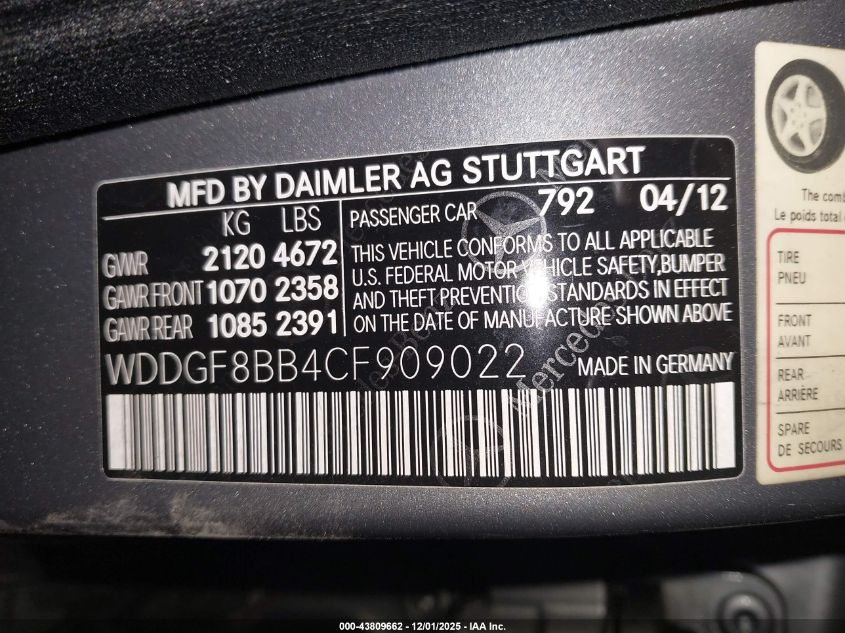 MFD BY DAIMLER AG STUTTGART
KG LBS
GVWR 2120 4672
GAWR FRONT 1070 2358
GAWR REAR 1085 2391
PASSENGER CAR 792 04/12
THIS VEHICLE CONFORMS TO ALL APPLICABLE
U.S. FEDERAL MOTOR VEHICLE SAFETY,BUMPER
AND THEFT PREVENTION STANDARDS IN EFFECT
ON THE DATE OF MANUFACTURE SHOWN ABOVE
WDDGF8BB4CF909022 MADE IN GERMANY
The comb
Le poids total
TIRE
PNEU
FRONT
AVANT
REAR
ARRIÈRE
SPARE
DE SECOURS
000-43809662 - 12/01/2025 - IAA Inc.